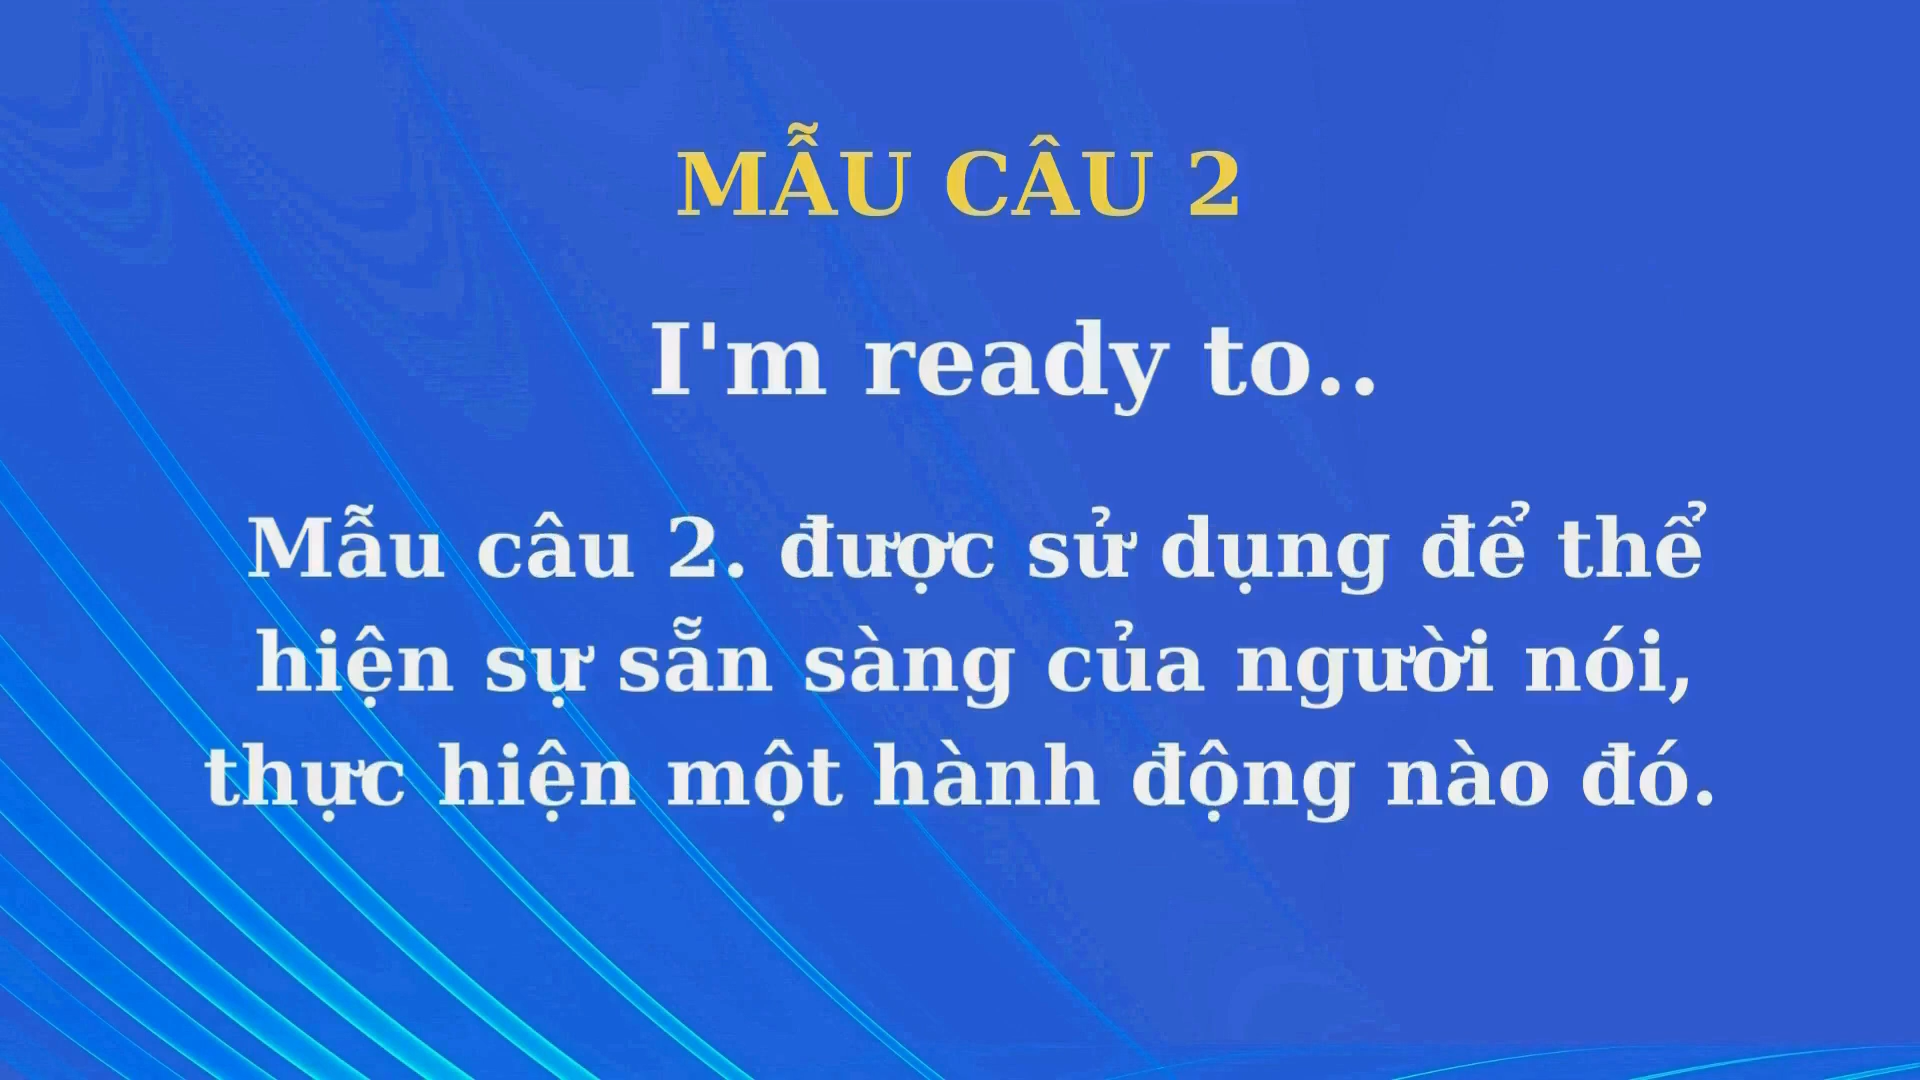 MẪU CÂU 2
I'm ready to..
Mẫu câu 2. được sử dụng để thể
hiện sự sẵn sàng của người nói,
thực hiện một hành động nào đó.